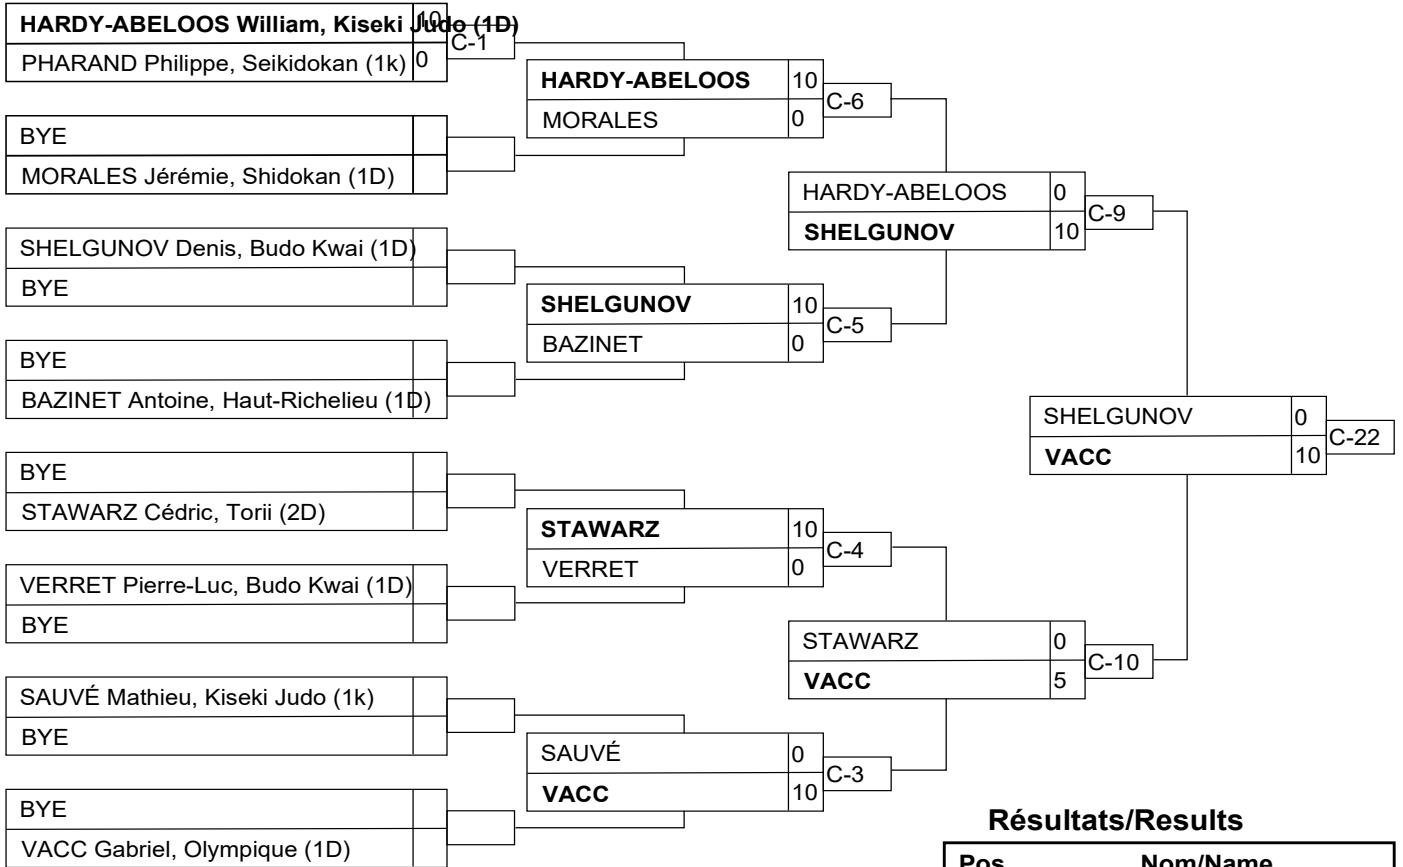 HARDY-ABELOOS William, Kiseki Judo (1D) 10
PHARAND Philippe, Seikidokan (1k) 0
C-1
BYE
MORALES Jérémie, Shidokan (1D)
SHELGUNOV Denis, Budo Kwai (1D)
BYE
BYE
BAZINET Antoine, Haut-Richelieu (1D)
BYE
STAWARZ Cédric, Torii (2D)
VERRET Pierre-Luc, Budo Kwai (1D)
BYE
SAUVÉ Mathieu, Kiseki Judo (1k)
BYE
BYE
VACC Gabriel, Olympique (1D)
HARDY-ABELOOS 10
MORALES 0
C-6
SHELGUNOV 10
BAZINET 0
C-5
STAWARZ 10
VERRET 0
C-4
SAUVÉ 0
VACC 10
C-3
HARDY-ABELOOS 0
SHELGUNOV 10
C-9
STAWARZ 0
VACC 5
C-10
SHELGUNOV 0
VACC 10
C-22
Résultats/Results
Pos. Nom/Name